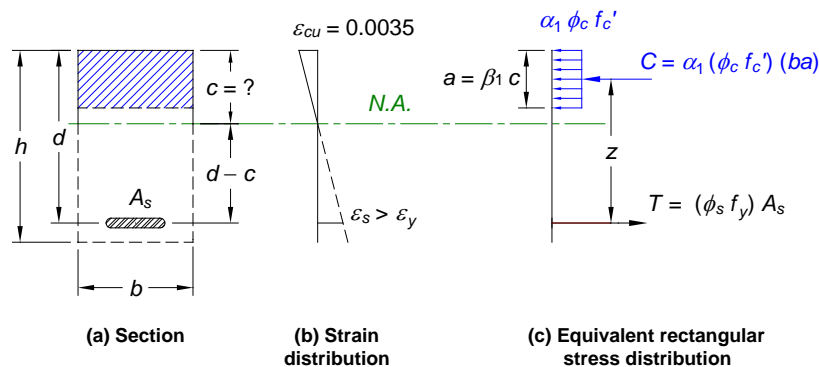 h
d
c = ?
d – c
A_s
b
ε_cu = 0.0035
N.A.
ε_s > ε_y
α_1 ϕ_c f_c'
a = β_1 c
C = α_1 (ϕ_c f_c') (ba)
z
T = (ϕ_s f_y) A_s
(a) Section
(b) Strain
distribution
(c) Equivalent rectangular
stress distribution